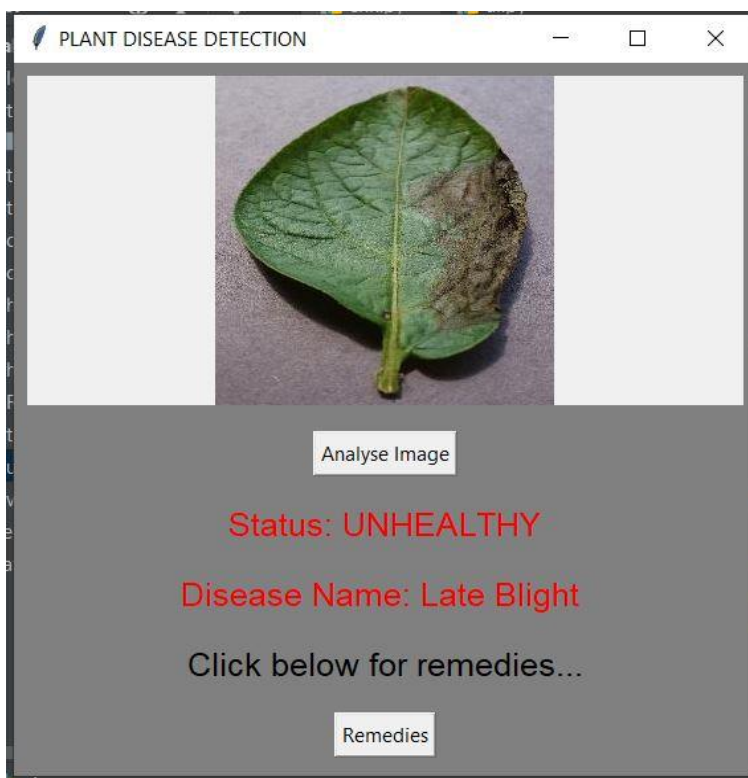 PLANT DISEASE DETECTION
Analyse Image
Status: UNHEALTHY
Disease Name: Late Blight
Click below for remedies...
Remedies